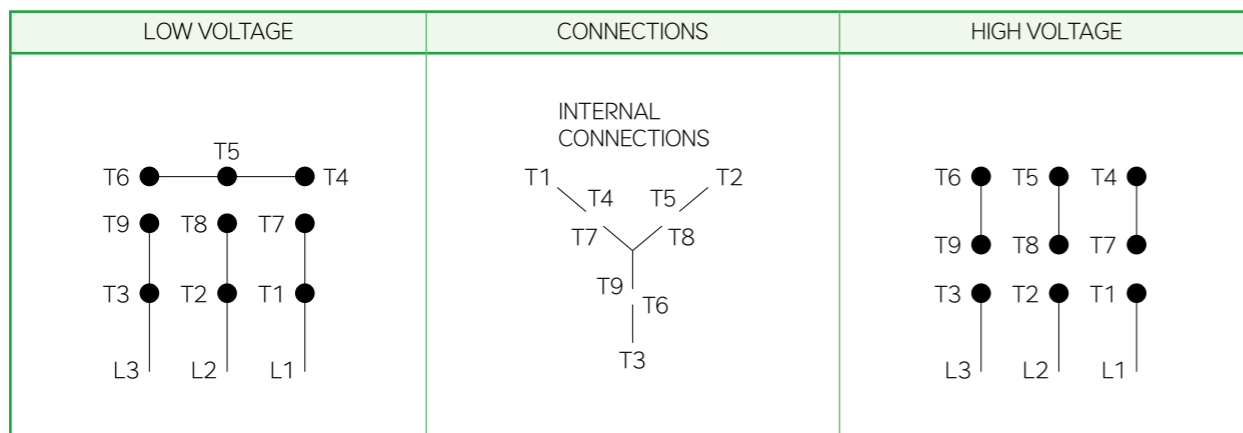 LOW VOLTAGE
CONNECTIONS
HIGH VOLTAGE
T5
T6 T4
T9 T8 T7
T3 T2 T1
L3 L2 L1
INTERNAL
CONNECTIONS
T1 T2
T4 T5
T7 T8
T9
T6
T3
T6 T5 T4
T9 T8 T7
T3 T2 T1
L3 L2 L1